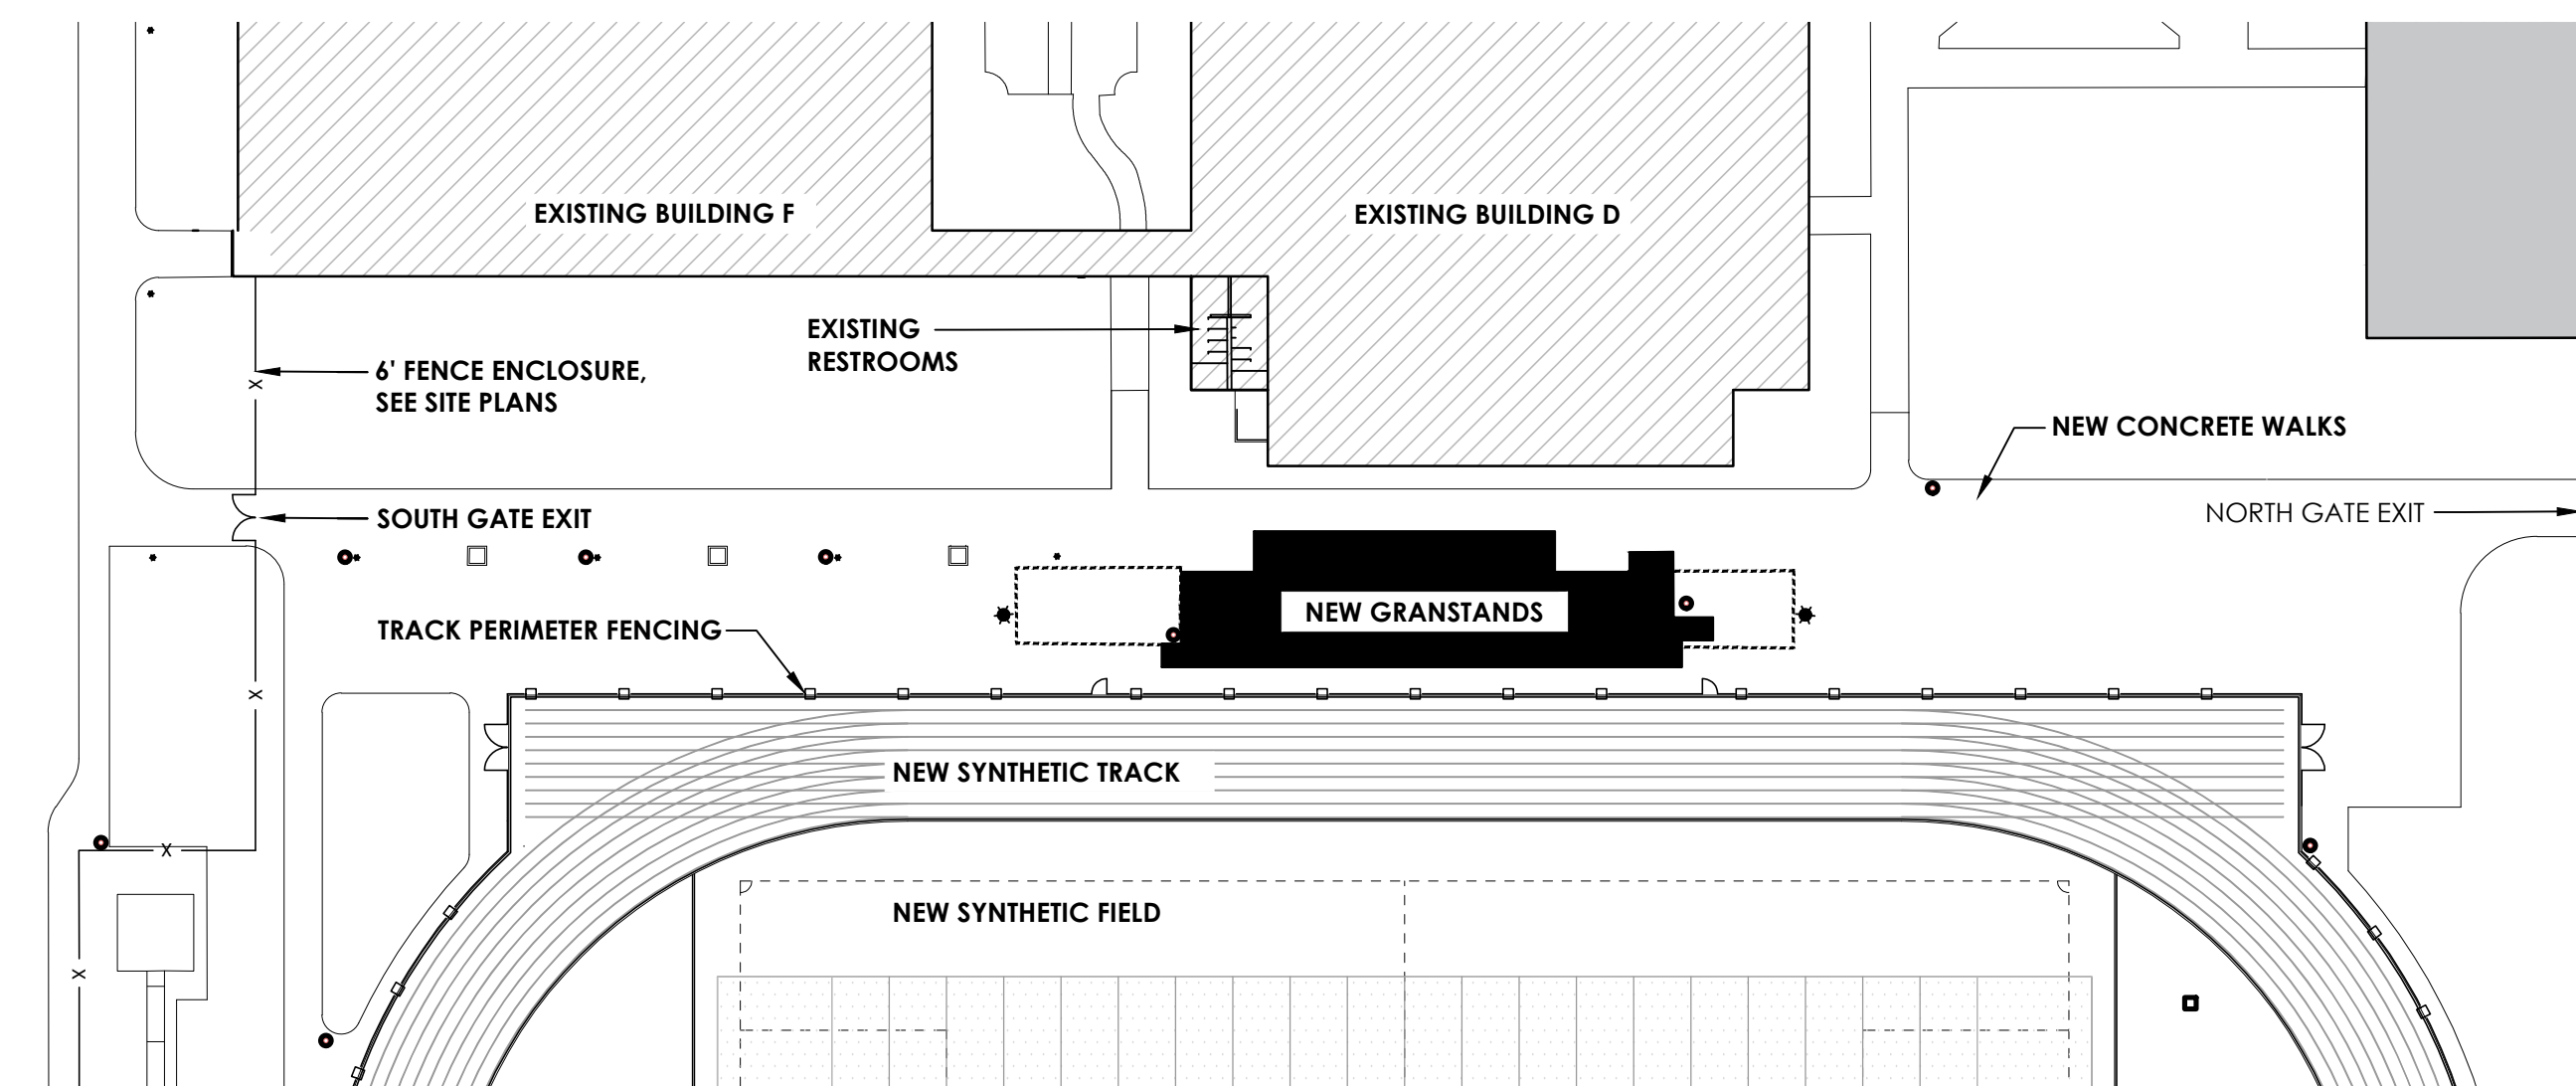 EXISTING BUILDING F
EXISTING BUILDING D
EXISTING
RESTROOMS
6' FENCE ENCLOSURE,
SEE SITE PLANS
X
NEW CONCRETE WALKS
SOUTH GATE EXIT
NORTH GATE EXIT
NEW GRANSTANDS
TRACK PERIMETER FENCING
X
NEW SYNTHETIC TRACK
X
NEW SYNTHETIC FIELD
X